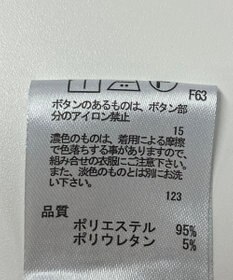 F63
ボタンのあるものは、ボタン部
分のアイロン禁止
15
濃色のものは、着用による摩擦
で色落ちする事がありますので、
組み合せの衣服にご注意下さい。
また、淡色のものとは別にお洗
い下さい。
123
品質
ポリエステル 95%
ポリウレタン 5%